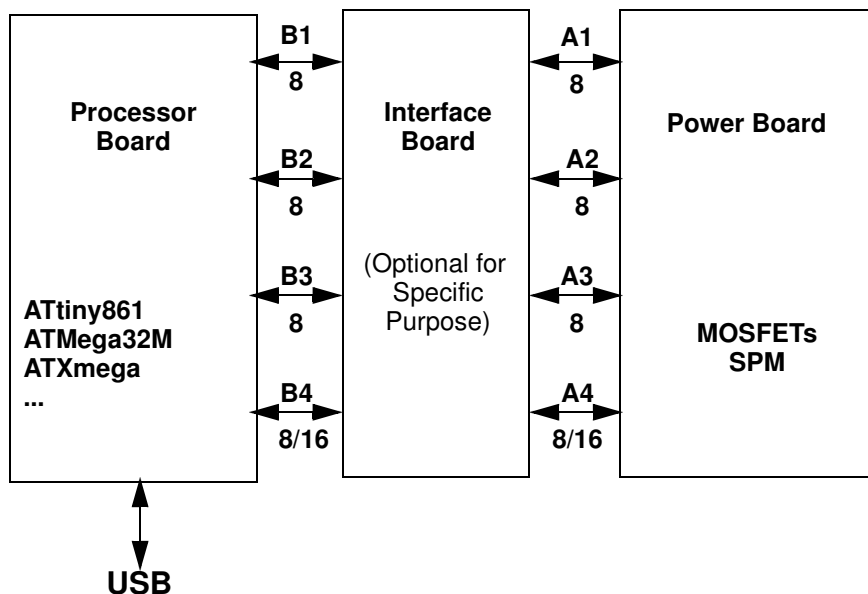 B1
8
A1
8
Processor
Board
Interface
Board
Power Board
B2
8
A2
8
(Optional for
Specific
Purpose)
B3
8
A3
8
ATtiny861
ATMega32M
ATXmega
...
MOSFETs
SPM
B4
8/16
A4
8/16
USB